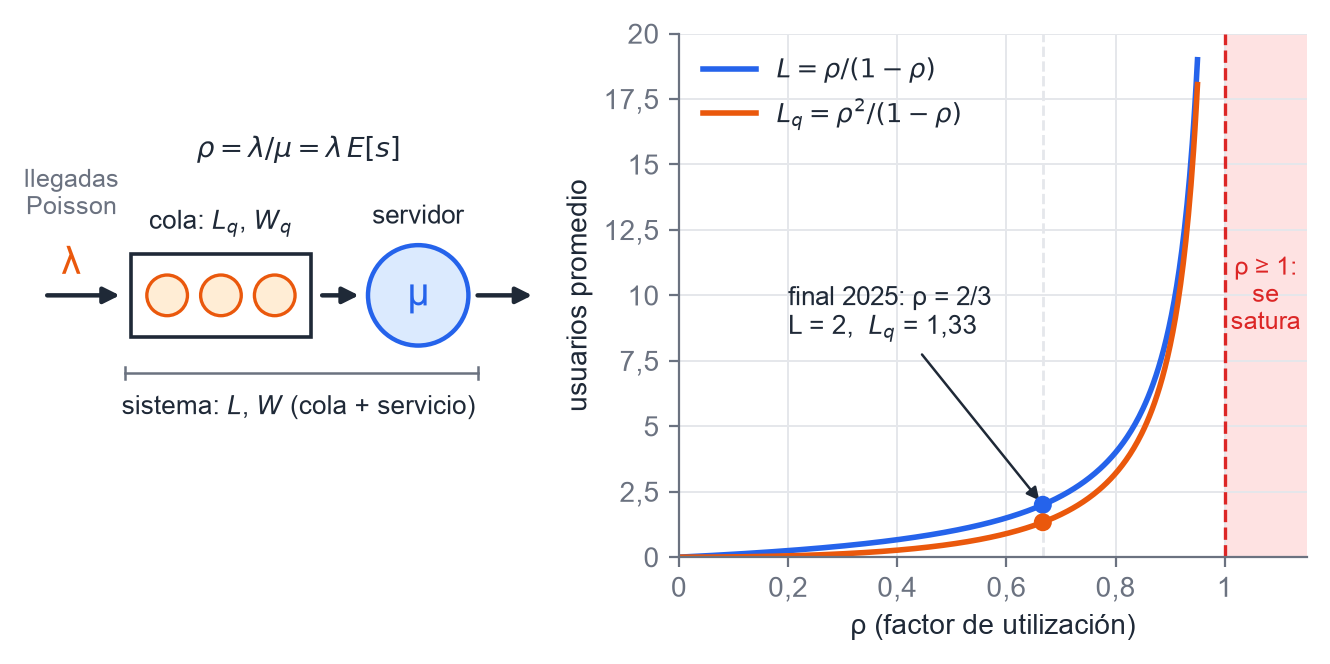 ρ = λ/μ = λ E[s]
llegadas
Poisson
cola: L_q, W_q
servidor
λ
μ
sistema: L, W (cola + servicio)
usuarios promedio
20
17,5
15
12,5
10
7,5
5
2,5
0
L = ρ/(1 − ρ)
L_q = ρ²/(1 − ρ)
final 2025: ρ = 2/3
L = 2, L_q = 1,33
ρ ≥ 1:
se
satura
0
0,2
0,4
0,6
0,8
1
ρ (factor de utilización)